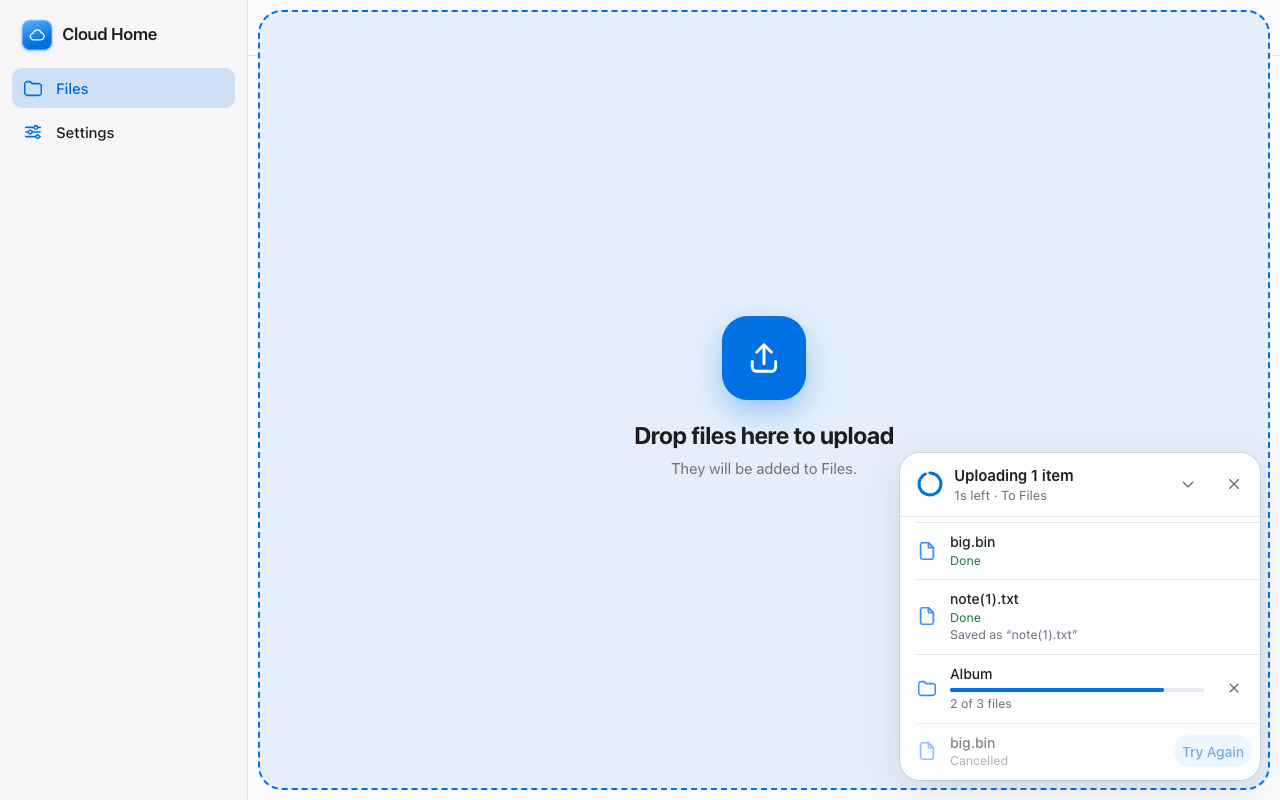 Cloud Home
Files
Settings
Drop files here to upload
They will be added to Files.
Uploading 1 item
1s left · To Files
big.bin
Done
note(1).txt
Done
Saved as “note(1).txt”
Album
2 of 3 files
big.bin
Cancelled
Try Again